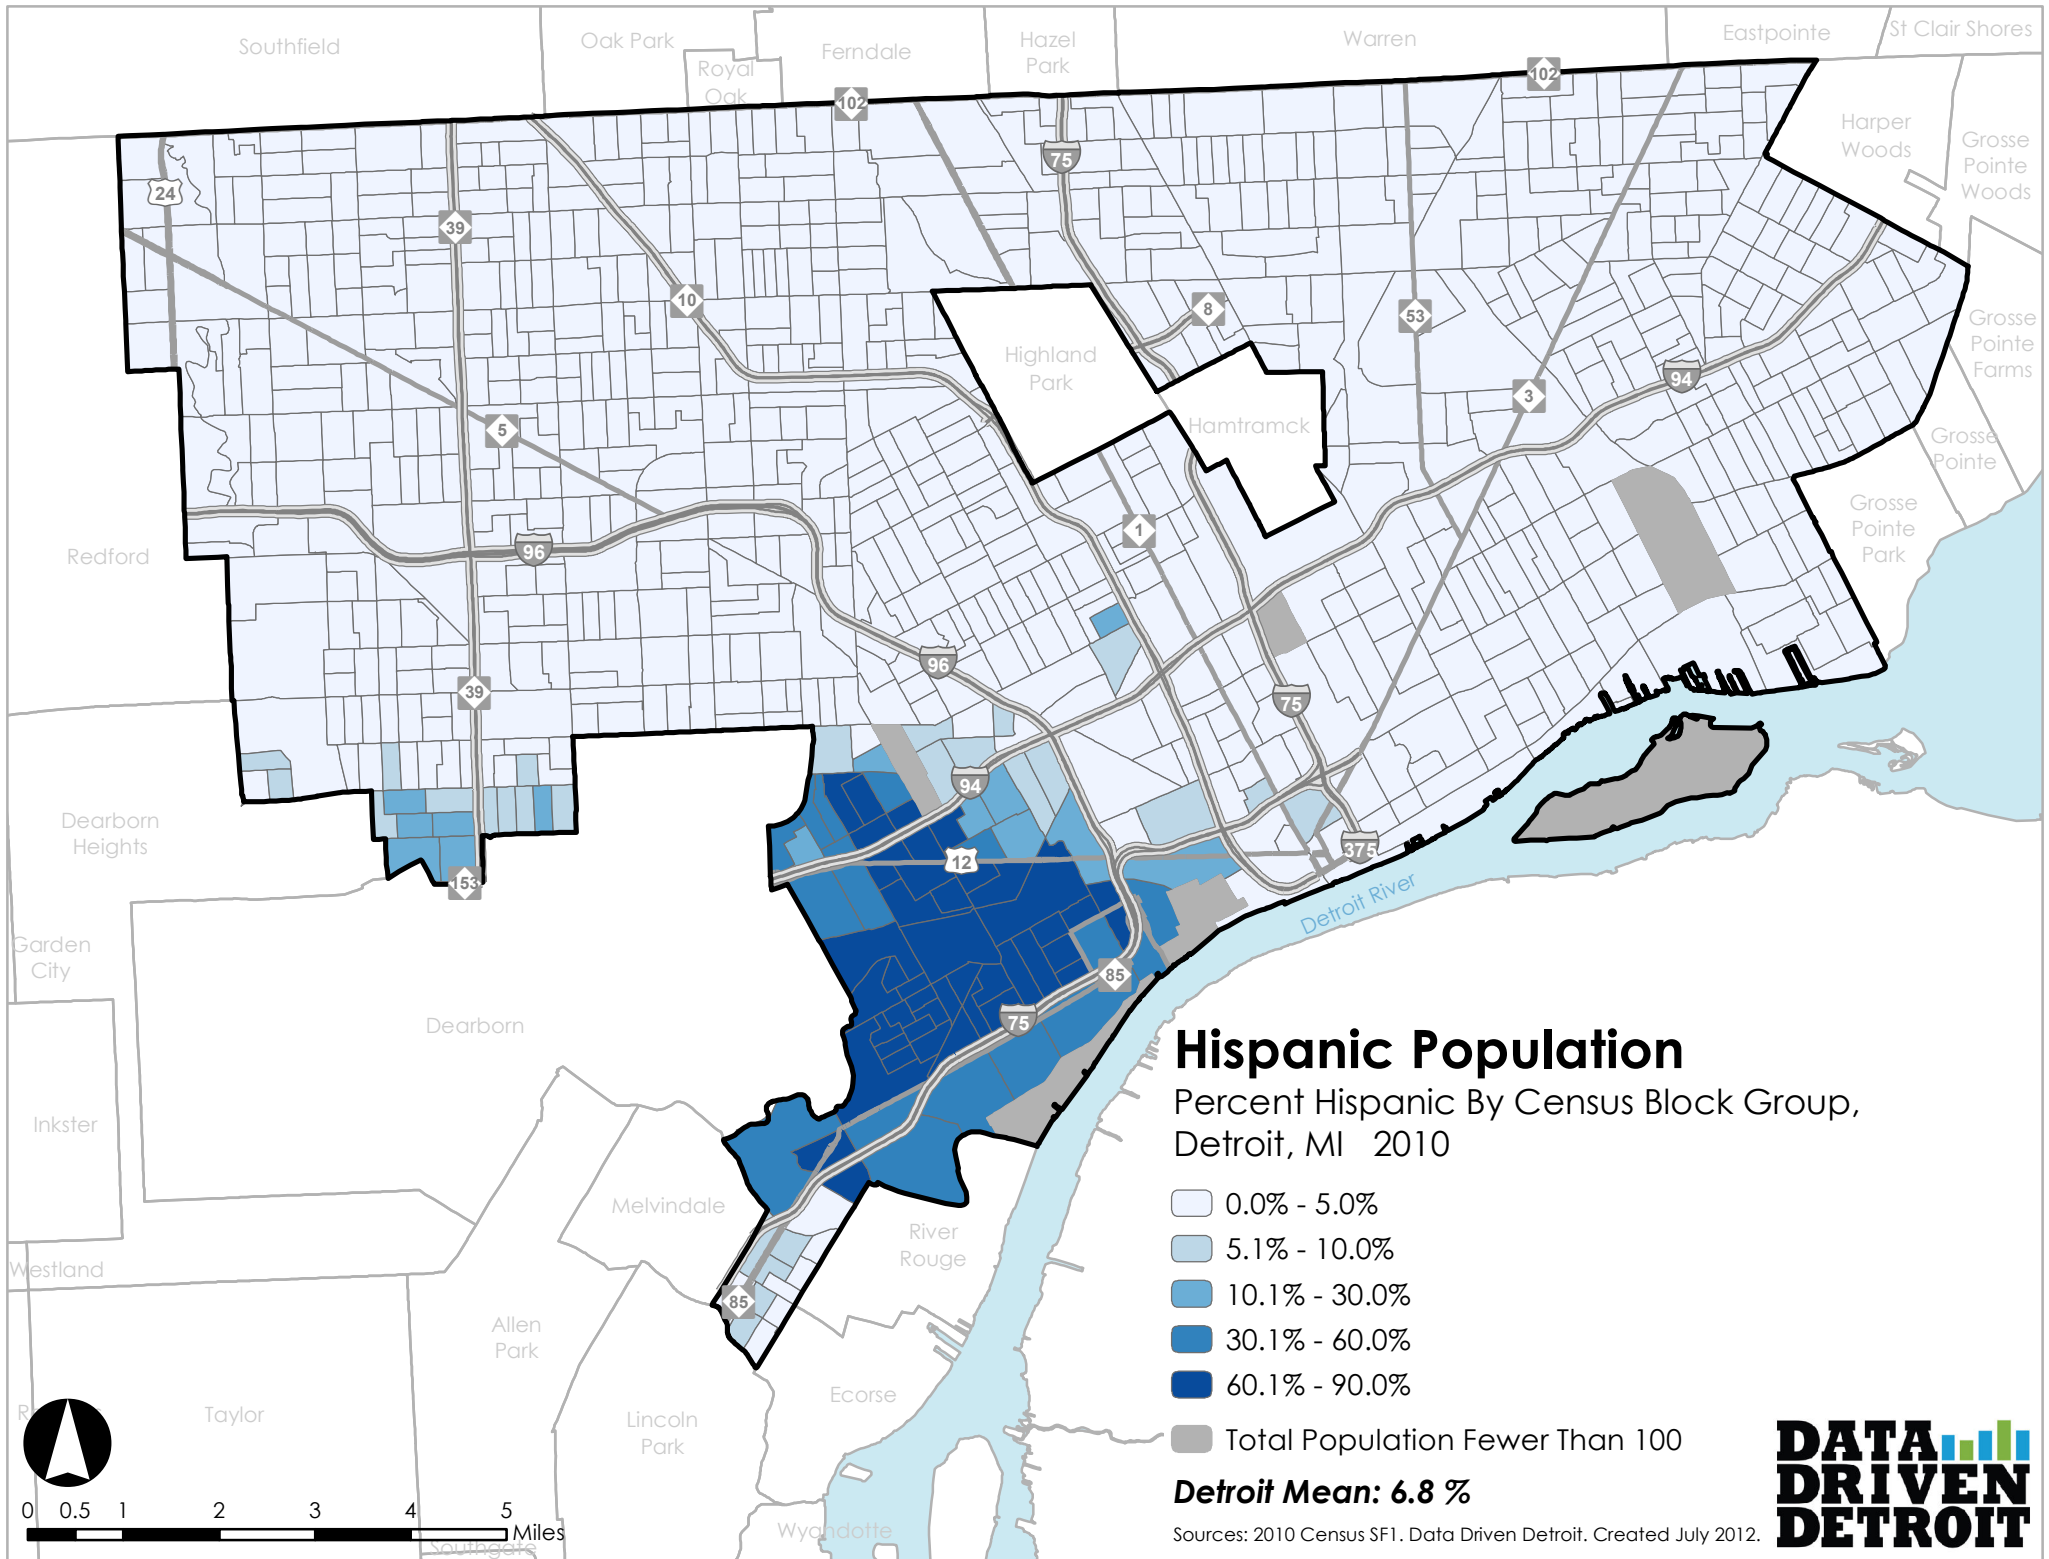 Southfield
Oak Park
Royal
Oak
Ferndale
Hazel
Park
Warren
Eastpointe
St Clair Shores
102
102
Harper
Woods
Grosse
Pointe
Woods
75
24
39
10
8
53
Grosse
Pointe
Farms
Highland
Park
94
3
Hamtramck
5
Grosse
Pointe
Grosse
Pointe
Park
1
96
Redford
96
39
75
94
Dearborn
Heights
12
375
153
Detroit River
Garden
City
85
75
Dearborn
Inkster
Melvindale
River
Rouge
Westland
85
Allen
Park
Ecorse
Taylor
Lincoln
Park
Wyandotte
Southgate
Hispanic Population
Percent Hispanic By Census Block Group,
Detroit, MI 2010
0.0% - 5.0%
5.1% - 10.0%
10.1% - 30.0%
30.1% - 60.0%
60.1% - 90.0%
Total Population Fewer Than 100
Detroit Mean: 6.8 %
Sources: 2010 Census SF1. Data Driven Detroit. Created July 2012.
0 0.5 1 2 3 4 5
Miles
DATA
DRIVEN
DETROIT